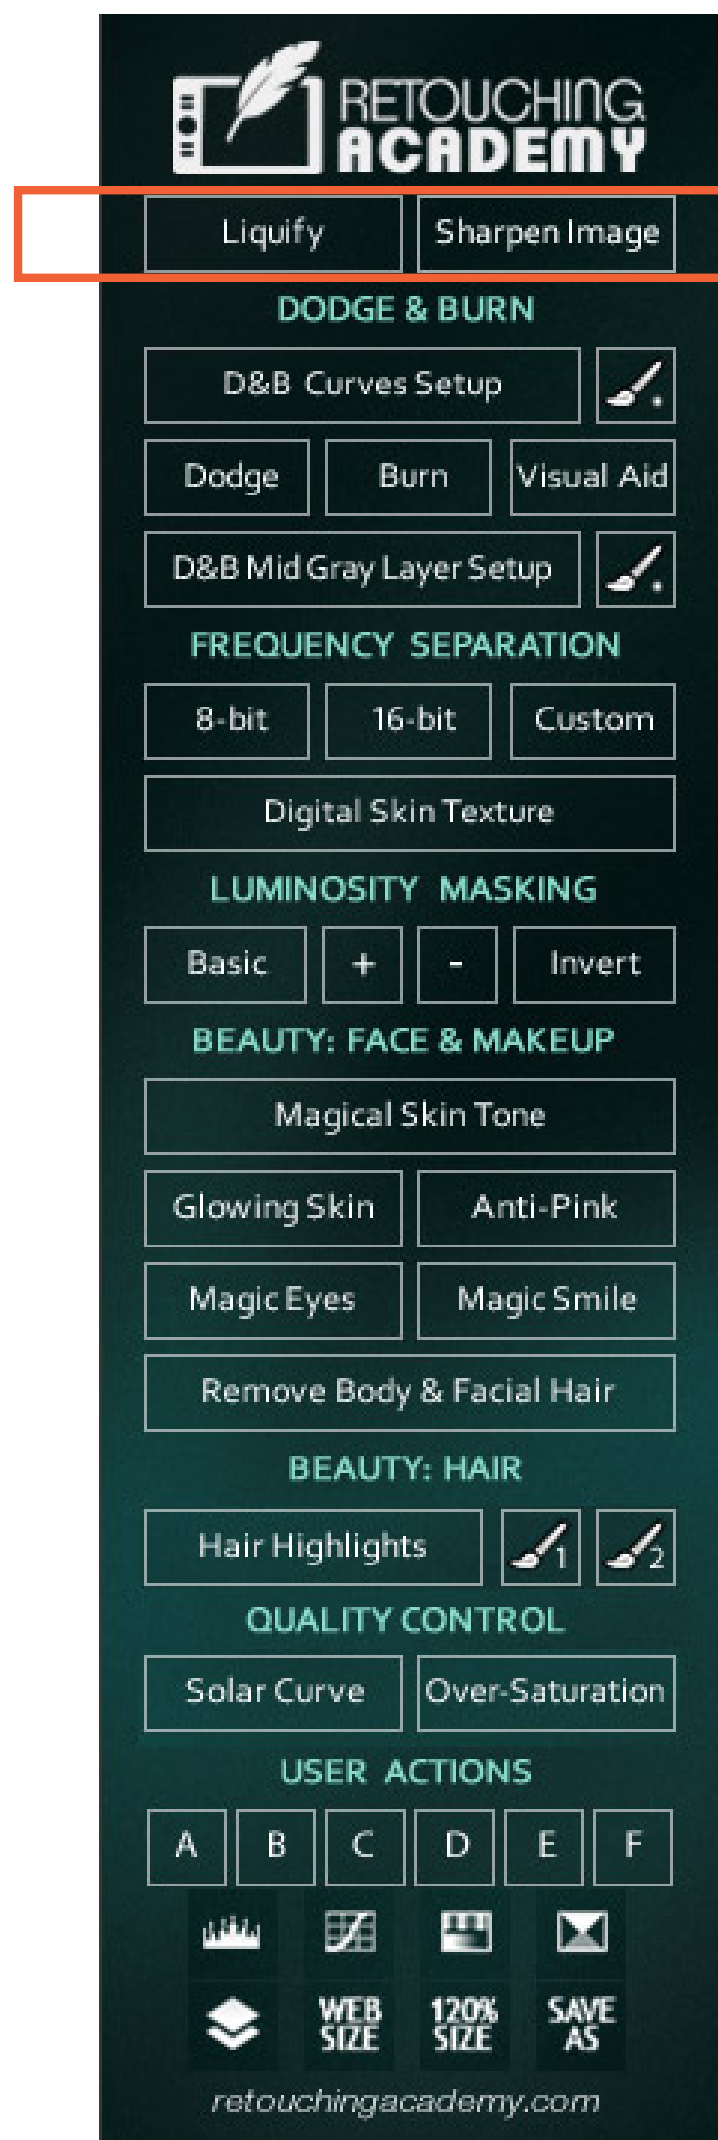 RETOUCHING
ACADEMY
Liquify Sharpen Image
DODGE & BURN
D&B Curves Setup
Dodge Burn Visual Aid
D&B Mid Gray Layer Setup
FREQUENCY SEPARATION
8-bit 16-bit Custom
Digital Skin Texture
LUMINOSITY MASKING
Basic + - Invert
BEAUTY: FACE & MAKEUP
Magical Skin Tone
Glowing Skin Anti-Pink
Magic Eyes Magic Smile
Remove Body & Facial Hair
BEAUTY: HAIR
Hair Highlights 1 2
QUALITY CONTROL
Solar Curve Over-Saturation
USER ACTIONS
A B C D E F
WEB SIZE 120% SIZE SAVE AS
retouchingacademy.com